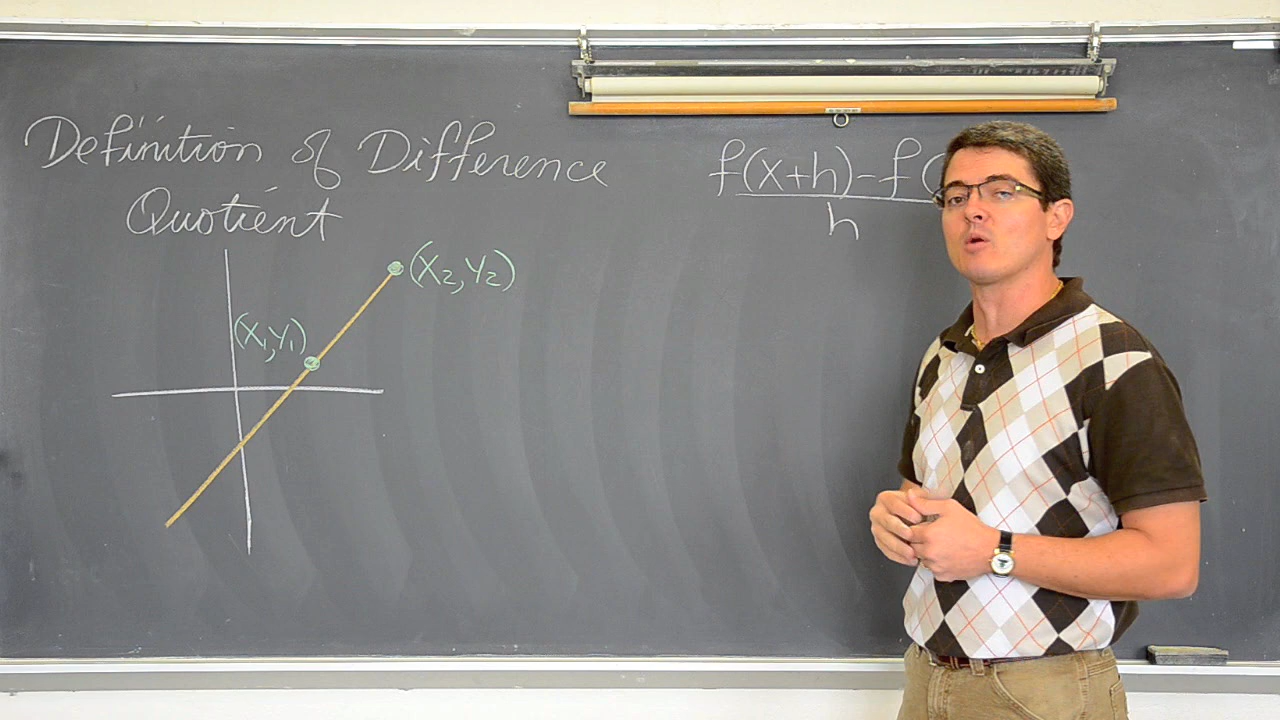 Definition of Difference
Quotient
f(x+h)-f(
h
(X2,Y2)
(X1,Y1)